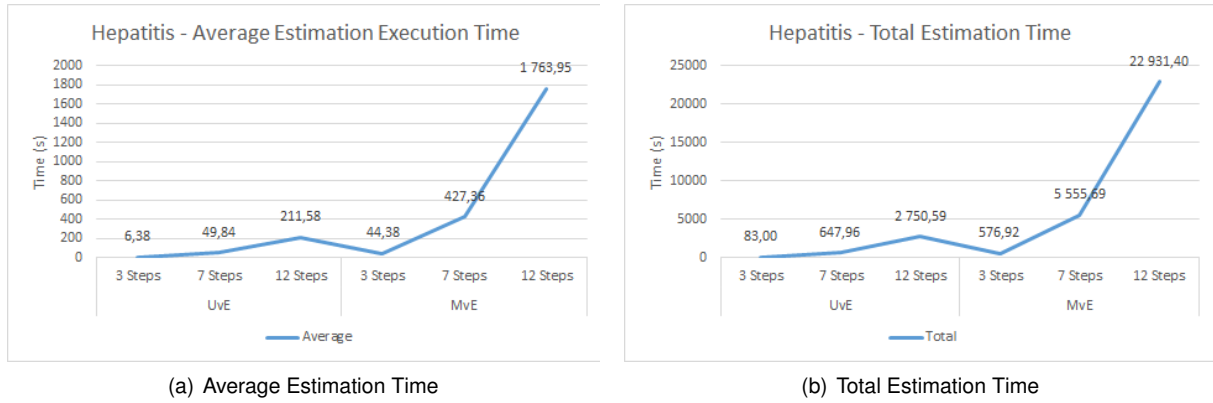 Hepatitis - Average Estimation Execution Time
Time (s)
2000
1800
1600
1400
1200
1000
800
600
400
200
0
6,38
49,84
211,58
44,38
427,36
1 763,95
3 Steps 7 Steps 12 Steps 3 Steps 7 Steps 12 Steps
UvE MvE
Average
(a) Average Estimation Time
Hepatitis - Total Estimation Time
Time (s)
25000
20000
15000
10000
5000
0
83,00
647,96
2 750,59
576,92
5 555,69
22 931,40
3 Steps 7 Steps 12 Steps 3 Steps 7 Steps 12 Steps
UvE MvE
Total
(b) Total Estimation Time